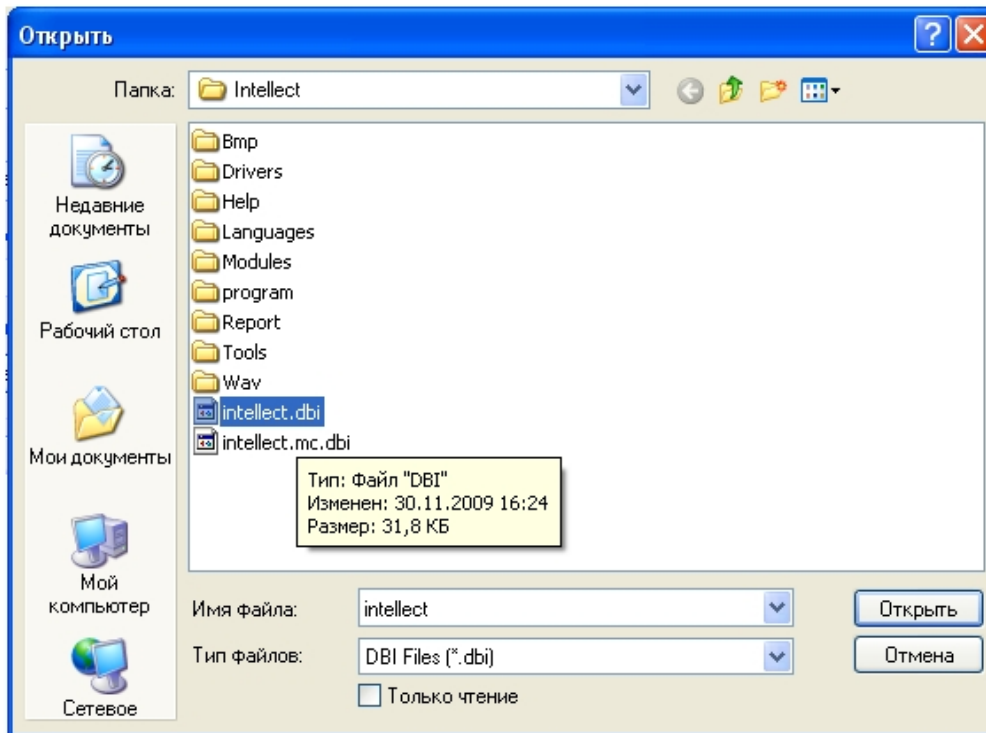 Открыть
Папка:
Intellect
Недавние
документы
Рабочий стол
Мои документы
Мой
компьютер
Сетевое
Bmp
Drivers
Help
Languages
Modules
program
Report
Tools
Wav
intellect.dbi
intellect.mc.dbi
Тип: Файл "DBI"
Изменен: 30.11.2009 16:24
Размер: 31,8 КБ
Имя файла:
intellect
Открыть
Тип файлов:
DBI Files (*.dbi)
Отмена
Только чтение